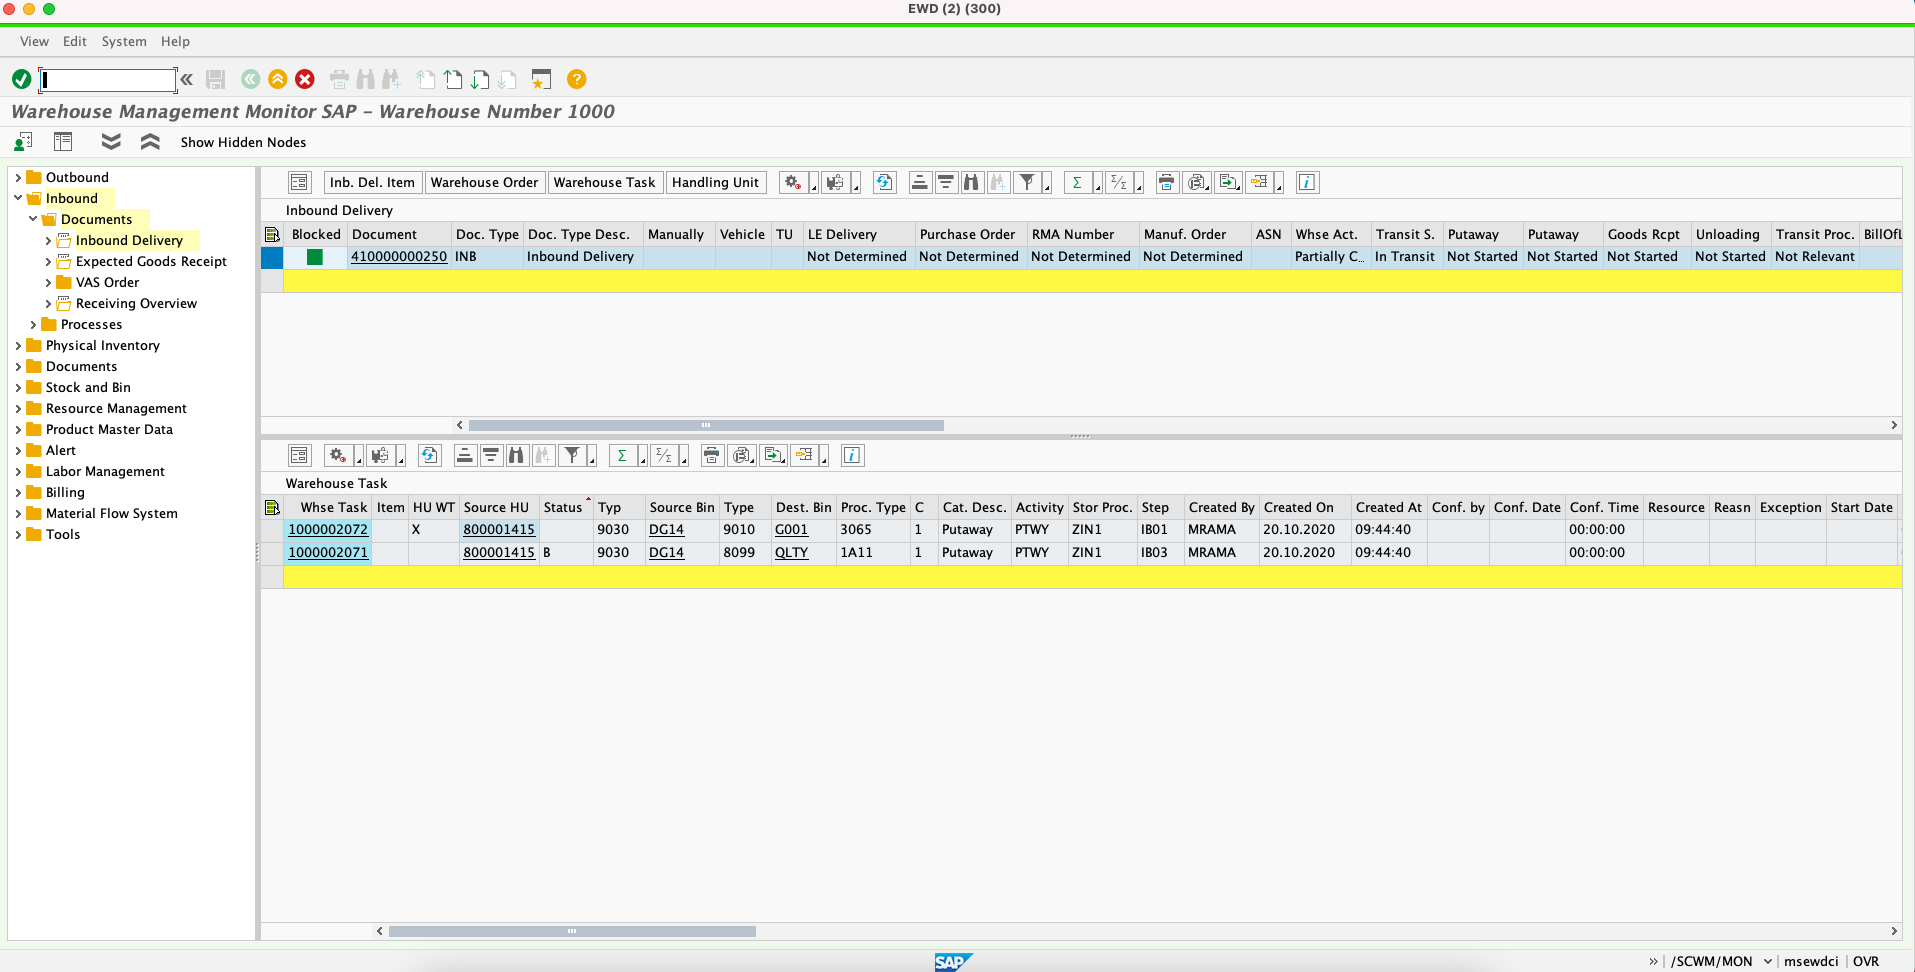 EWD (2) (300)
View Edit System Help
Warehouse Management Monitor SAP - Warehouse Number 1000
Show Hidden Nodes
Outbound
Inbound
Documents
Inbound Delivery
Expected Goods Receipt
VAS Order
Receiving Overview
Processes
Physical Inventory
Documents
Stock and Bin
Resource Management
Product Master Data
Alert
Labor Management
Billing
Material Flow System
Tools
Inb. Del. Item Warehouse Order Warehouse Task Handling Unit
Inbound Delivery
Blocked Document Doc. Type Doc. Type Desc. Manually Vehicle TU LE Delivery Purchase Order RMA Number Manuf. Order ASN Whse Act. Transit S. Putaway Putaway Goods Rcpt Unloading Transit Proc. BillOfL
410000000250 INB Inbound Delivery Not Determined Not Determined Not Determined Not Determined Partially C... In Transit Not Started Not Started Not Started Not Started Not Relevant
Warehouse Task
Whse Task Item HU WT Source HU Status Typ Source Bin Type Dest. Bin Proc. Type C Cat. Desc. Activity Stor Proc. Step Created By Created On Created At Conf. by Conf. Date Conf. Time Resource Reasn Exception Start Date
1000002072 X 800001415 9030 DG14 9010 G001 3065 1 Putaway PTWY ZIN1 IB01 MRAMA 20.10.2020 09:44:40 00:00:00
1000002071 800001415 B 9030 DG14 8099 QLTY 1A11 1 Putaway PTWY ZIN1 IB03 MRAMA 20.10.2020 09:44:40 00:00:00
SAP
/SCWM/MON msewdci OVR